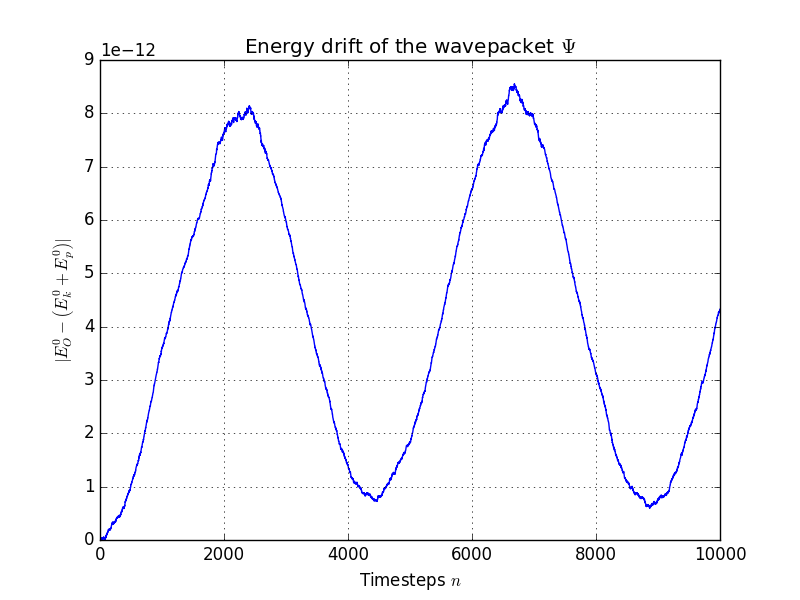 Energy drift of the wavepacket Ψ
1e−12
9
8
7
6
5
4
3
2
1
0
|E_O^0 − (E_k^0 + E_p^0)|
0 2000 4000 6000 8000 10000
Timesteps n